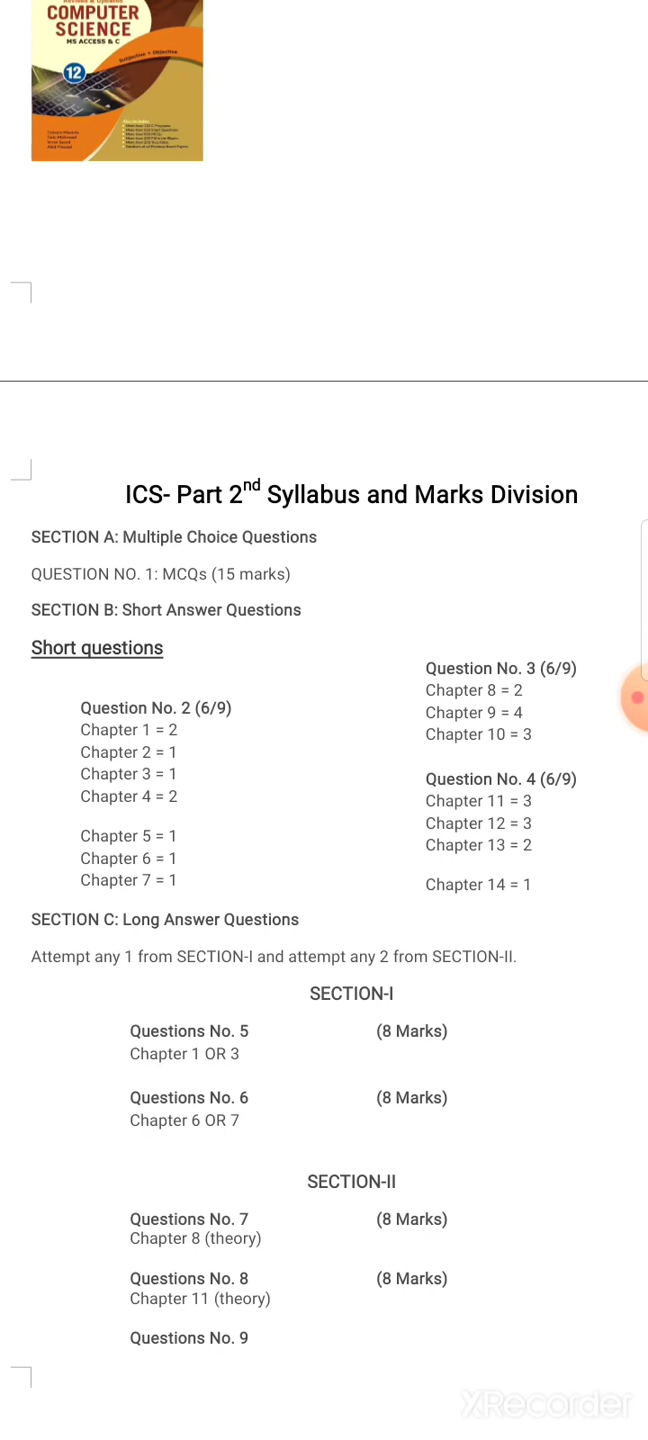 Revised & Updated
COMPUTER
SCIENCE
MS ACCESS & C
Subjective + Objective
12
ICS- Part 2nd Syllabus and Marks Division
SECTION A: Multiple Choice Questions
QUESTION NO. 1: MCQs (15 marks)
SECTION B: Short Answer Questions
Short questions
Question No. 2 (6/9)
Chapter 1 = 2
Chapter 2 = 1
Chapter 3 = 1
Chapter 4 = 2
Chapter 5 = 1
Chapter 6 = 1
Chapter 7 = 1
Question No. 3 (6/9)
Chapter 8 = 2
Chapter 9 = 4
Chapter 10 = 3
Question No. 4 (6/9)
Chapter 11 = 3
Chapter 12 = 3
Chapter 13 = 2
Chapter 14 = 1
SECTION C: Long Answer Questions
Attempt any 1 from SECTION-I and attempt any 2 from SECTION-II.
SECTION-I
Questions No. 5 (8 Marks)
Chapter 1 OR 3
Questions No. 6 (8 Marks)
Chapter 6 OR 7
SECTION-II
Questions No. 7 (8 Marks)
Chapter 8 (theory)
Questions No. 8 (8 Marks)
Chapter 11 (theory)
Questions No. 9
XRecorder